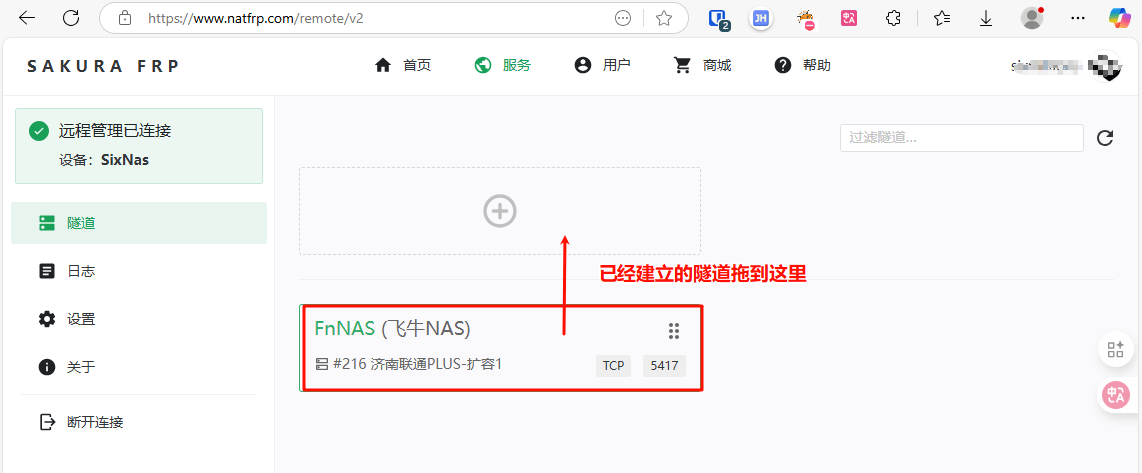 https://www.natfrp.com/remote/v2
2
JH
SAKURA FRP
首页
服务
用户
商城
帮助
远程管理已连接
设备：SixNas
过滤隧道...
隧道
日志
设置
关于
断开连接
已经建立的隧道拖到这里
FnNAS (飞牛NAS)
#216 济南联通PLUS-扩容1
TCP
5417